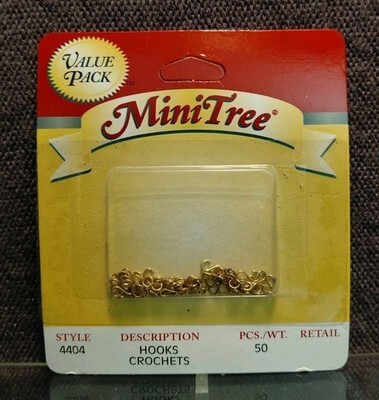 VALUE
PACK
MiniTree®
STYLE DESCRIPTION PCS./WT. RETAIL
4404 HOOKS 50
CROCHETS